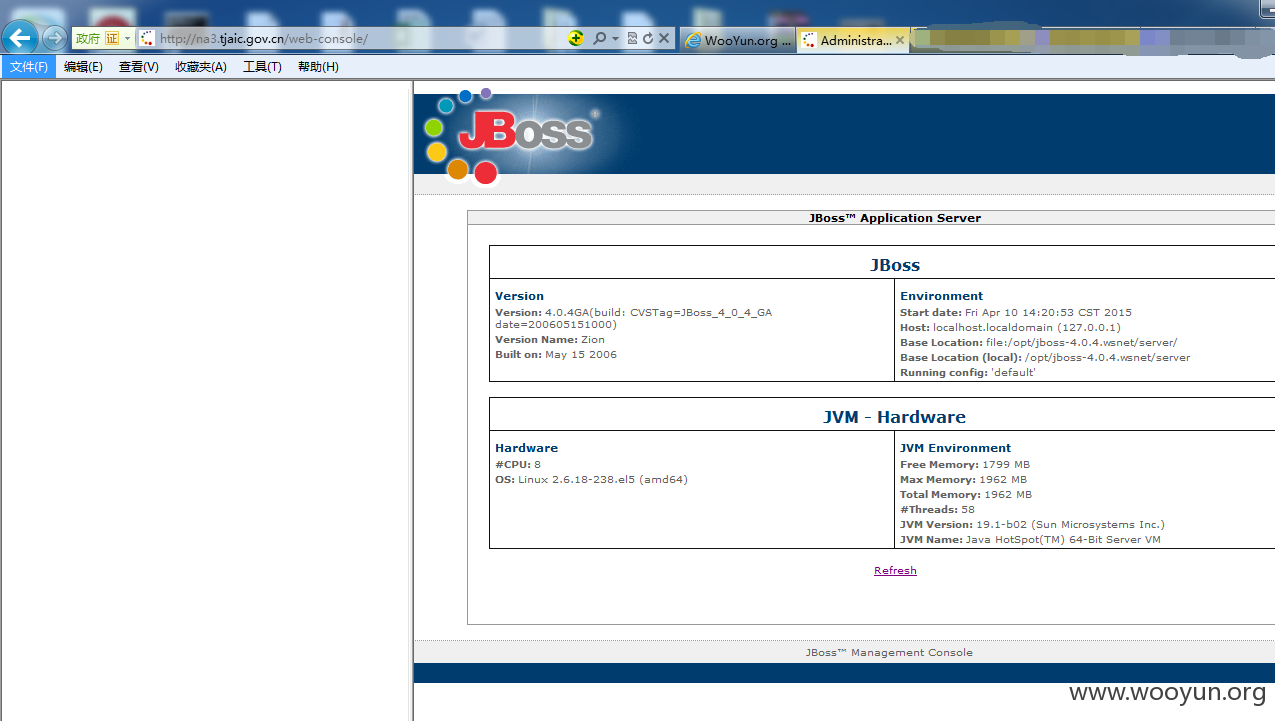 政府 证 http://na3.tjaic.gov.cn/web-console/ WooYun.org ... Administra...
文件(F) 编辑(E) 查看(V) 收藏夹(A) 工具(T) 帮助(H)
JBoss®
JBoss™ Application Server
JBoss
Version
Version: 4.0.4GA(build: CVSTag=JBoss_4_0_4_GA
date=200605151000)
Version Name: Zion
Built on: May 15 2006
Environment
Start date: Fri Apr 10 14:20:53 CST 2015
Host: localhost.localdomain (127.0.0.1)
Base Location: file:/opt/jboss-4.0.4.wsnet/server/
Base Location (local): /opt/jboss-4.0.4.wsnet/server
Running config: 'default'
JVM - Hardware
Hardware
#CPU: 8
OS: Linux 2.6.18-238.el5 (amd64)
JVM Environment
Free Memory: 1799 MB
Max Memory: 1962 MB
Total Memory: 1962 MB
#Threads: 58
JVM Version: 19.1-b02 (Sun Microsystems Inc.)
JVM Name: Java HotSpot(TM) 64-Bit Server VM
Refresh
JBoss™ Management Console
www.wooyun.org